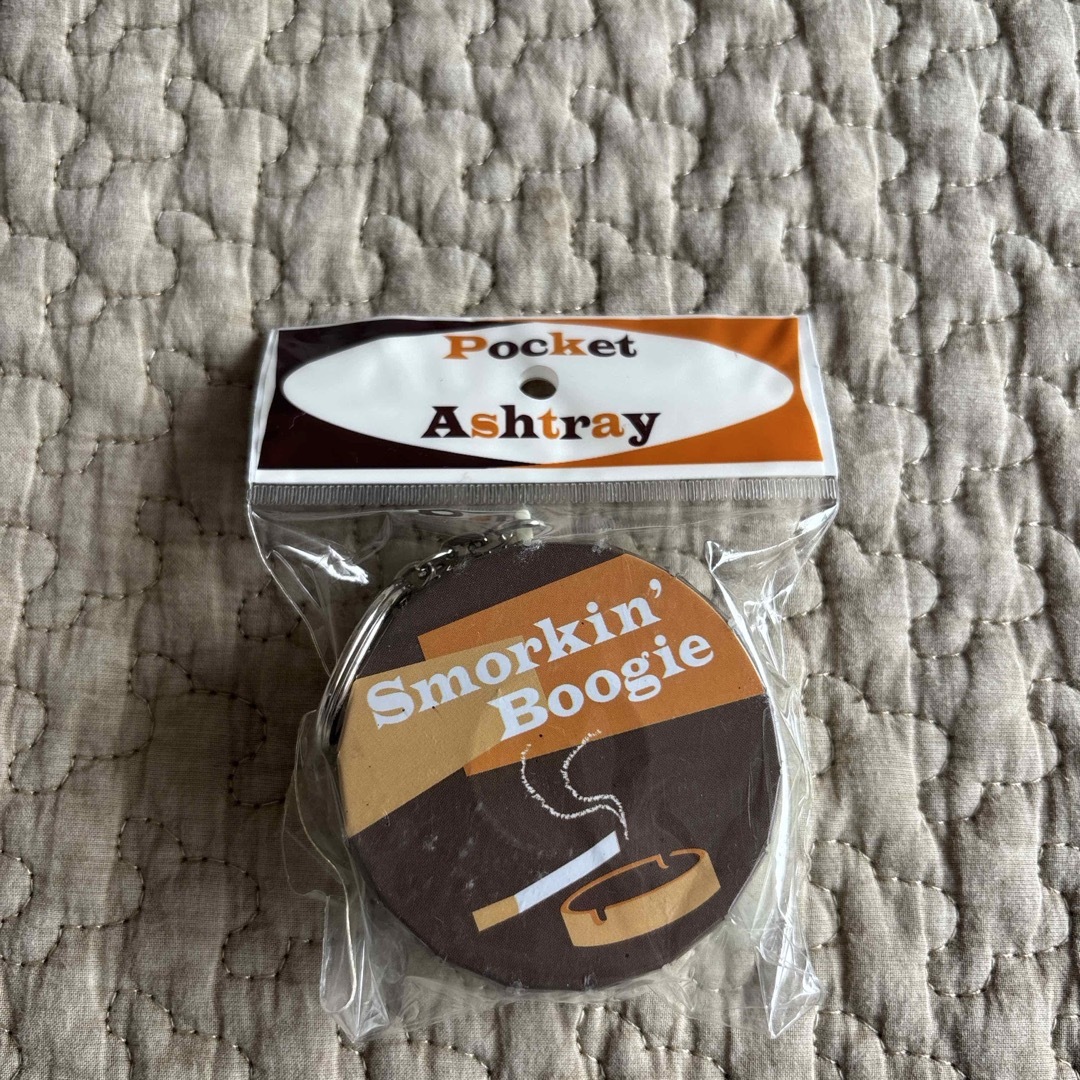 Pocket
Ashtray
Smorkin'
Boogie